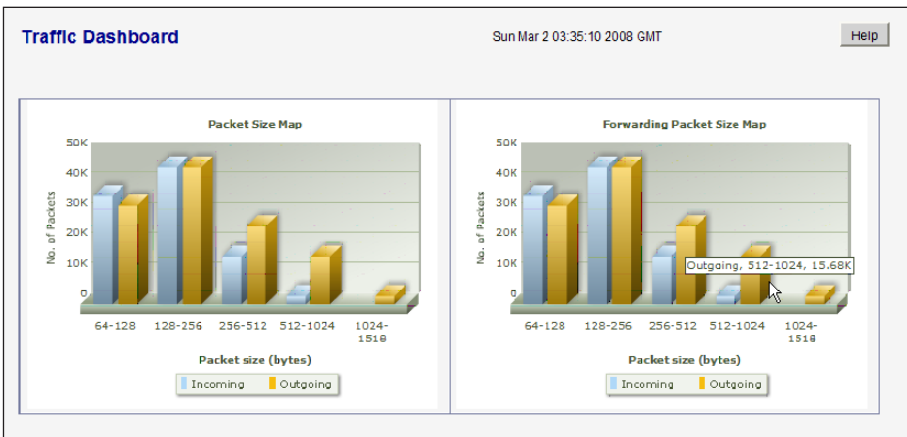 Traffic Dashboard
Sun Mar 2 03:35:10 2008 GMT
Help
Packet Size Map
No. of Packets
50K
40K
30K
20K
10K
0
64-128 128-256 256-512 512-1024 1024-
1518
Packet size (bytes)
Incoming Outgoing
Forwarding Packet Size Map
No. of Packets
50K
40K
30K
20K
10K
0
Outgoing, 512-1024, 15.68K
64-128 128-256 256-512 512-1024 1024-
1518
Packet size (bytes)
Incoming Outgoing